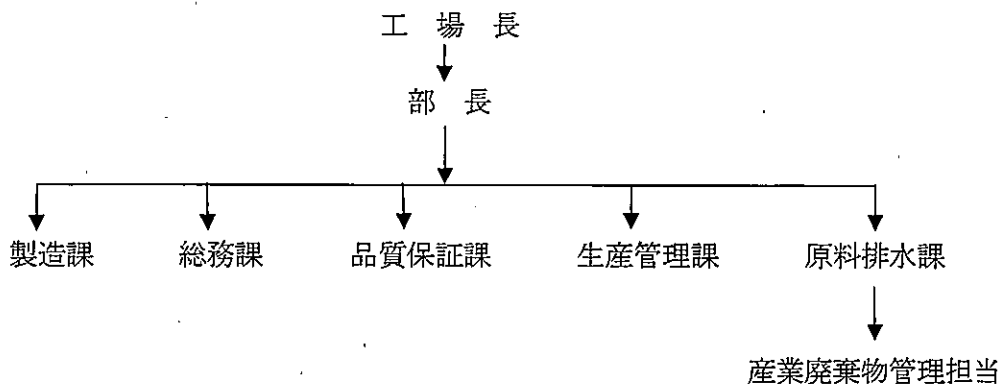 工 場 長
部 長
製造課 総務課 品質保証課 生産管理課 原料排水課
産業廃棄物管理担当